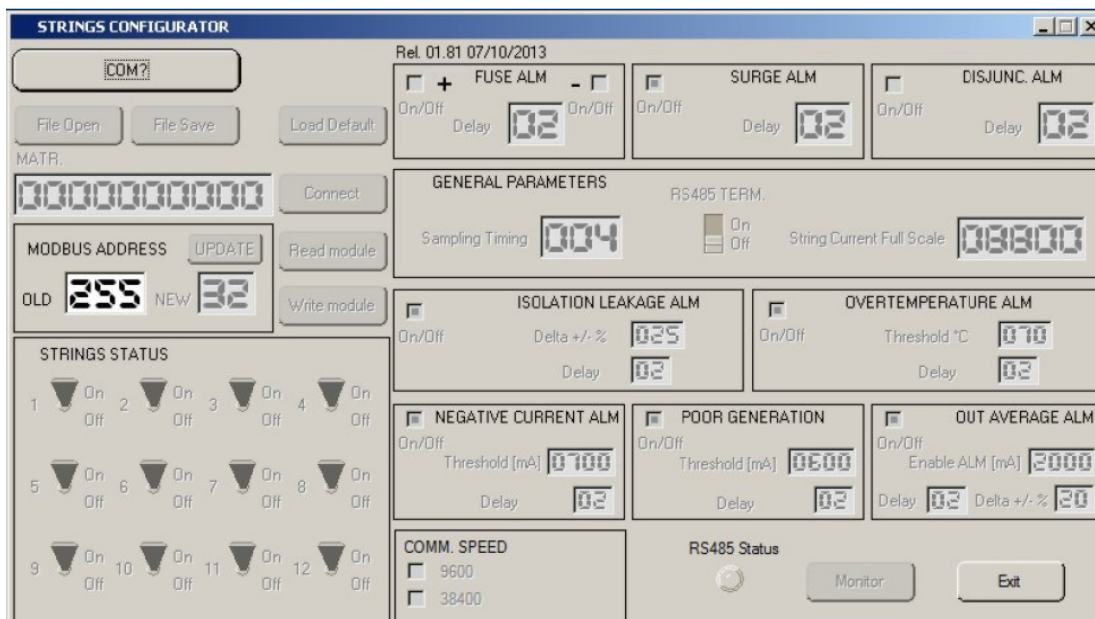 STRINGS CONFIGURATOR
COM?
File Open File Save Load Default
MATR.
0000000000 Connect
MODBUS ADDRESS UPDATE Read module
OLD 255 NEW 32 Write module
STRINGS STATUS
1 On Off 2 On Off 3 On Off 4 On Off
5 On Off 6 On Off 7 On Off 8 On Off
9 On Off 10 On Off 11 On Off 12 On Off
Rel. 01.81 07/10/2013
+ FUSE ALM -
On/Off On/Off
Delay 02
SURGE ALM
On/Off
Delay 02
DISJUNC. ALM
On/Off
Delay 02
GENERAL PARAMETERS
Sampling Timing 004
RS485 TERM.
On
Off
String Current Full Scale 08800
ISOLATION LEAKAGE ALM
On/Off Delta +/- % 025
Delay 02
OVERTEMPERATURE ALM
On/Off Threshold °C 070
Delay 02
NEGATIVE CURRENT ALM
On/Off
Threshold [mA] 0700
Delay 02
POOR GENERATION
On/Off
Threshold [mA] 0600
Delay 02
OUT AVERAGE ALM
On/Off
Enable ALM [mA] 2000
Delay 02 Delta +/- % 20
COMM. SPEED
9600
38400
RS485 Status
Monitor Exit